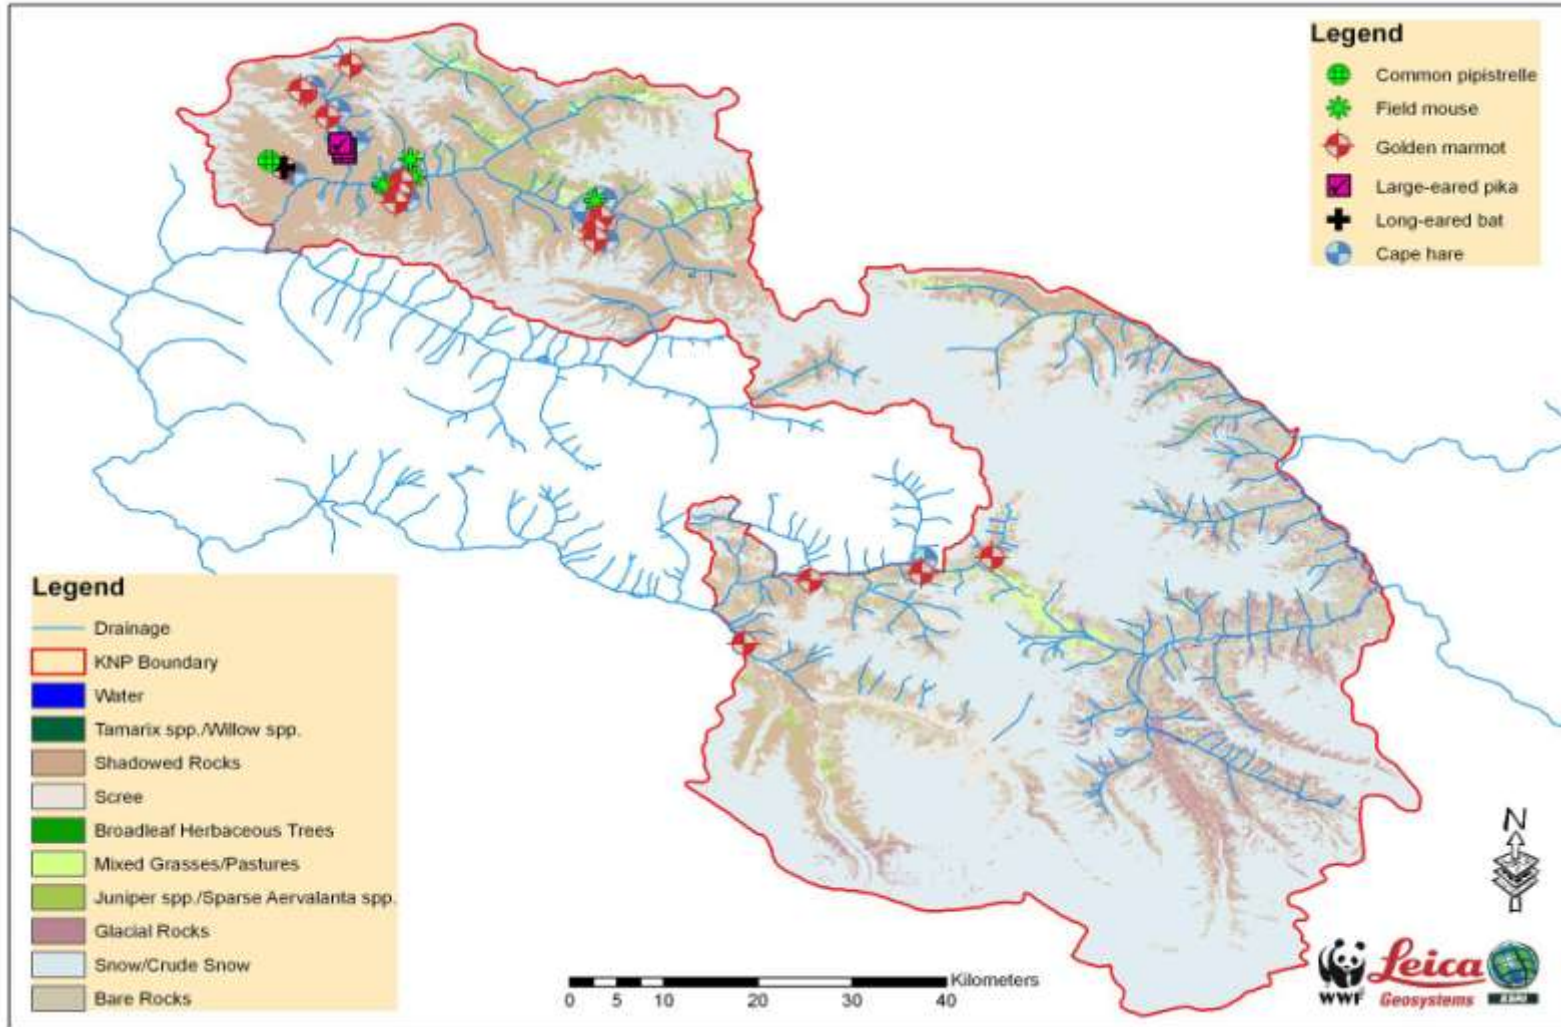 Legend
Common pipistrelle
Field mouse
Golden marmot
Large-eared pika
Long-eared bat
Cape hare
Legend
Drainage
KNP Boundary
Water
Tamarix spp./Willow spp.
Shadowed Rocks
Scree
Broadleaf Herbaceous Trees
Mixed Grasses/Pastures
Juniper spp./Sparse Aervalanta spp.
Glacial Rocks
Snow/Crude Snow
Bare Rocks
Kilometers
0 5 10 20 30 40
N
WWF
Leica
Geosystems